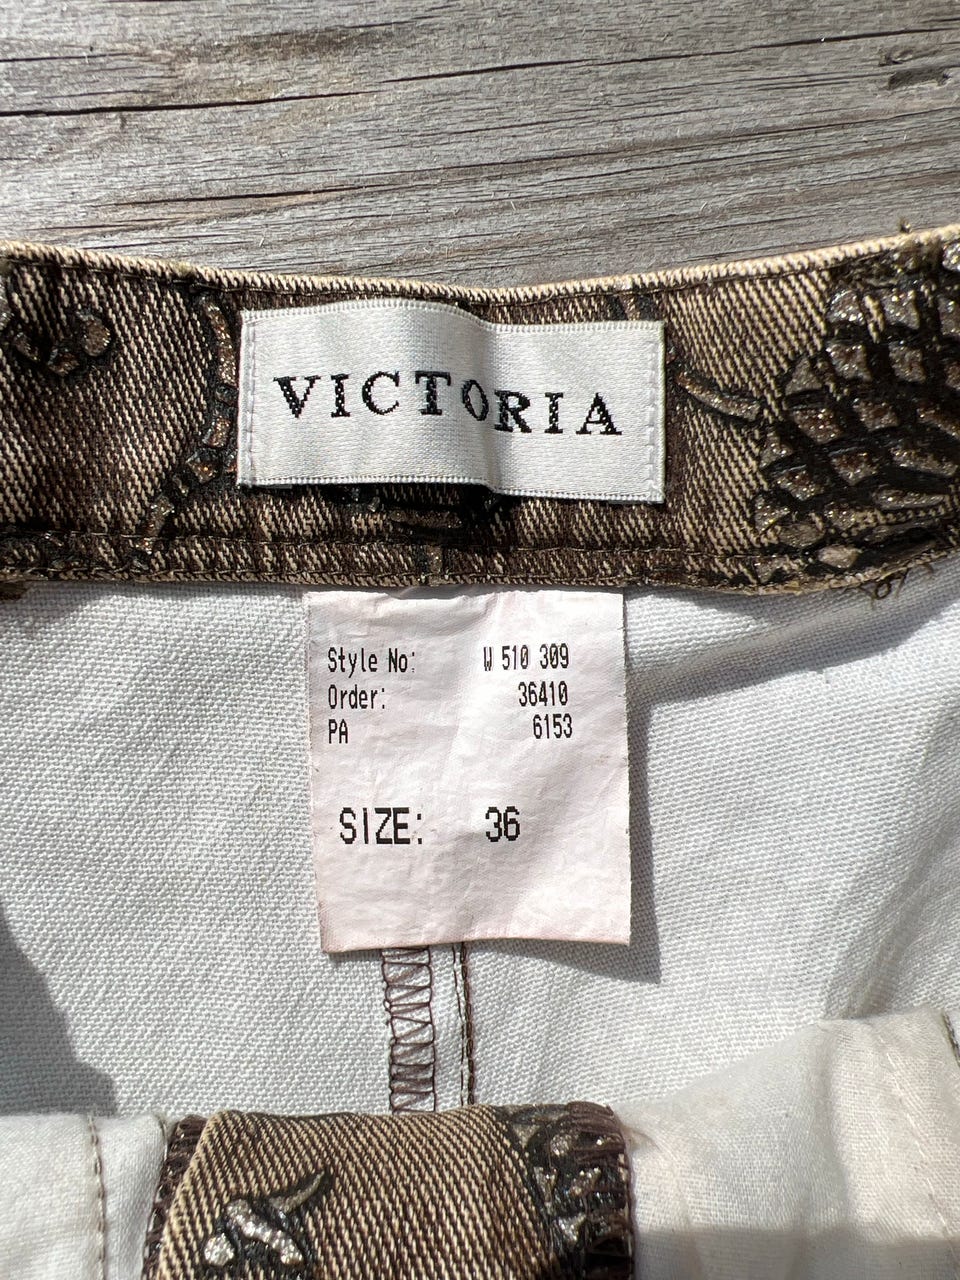 VICTORIA
Style No: W 510 309
Order: 36410
PA 6153
SIZE: 36